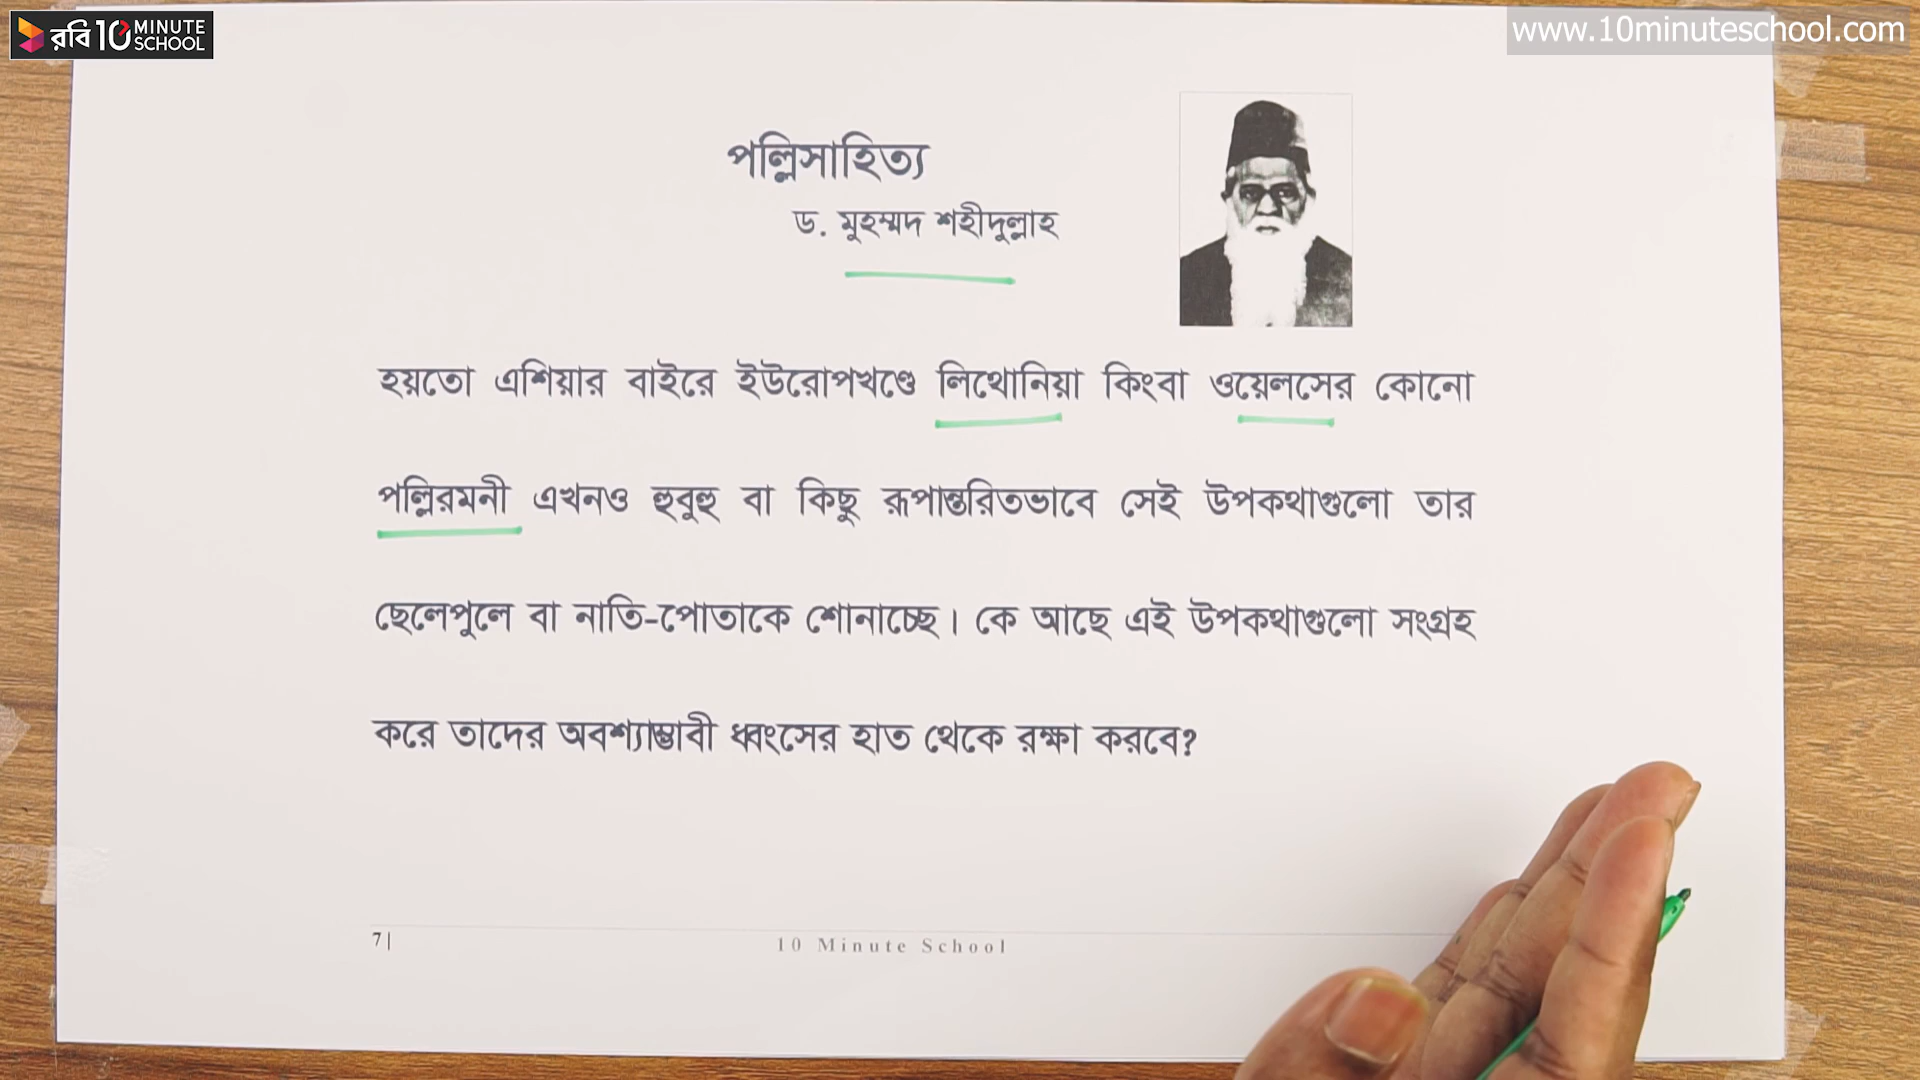 রবি 10 MINUTE SCHOOL
www.10minuteschool.com
পল্লিসাহিত্য
ড. মুহম্মদ শহীদুল্লাহ
হয়তো এশিয়ার বাইরে ইউরোপখণ্ডে লিথোনিয়া কিংবা ওয়েলসের কোনো
পল্লিরমনী এখনও হুবুহু বা কিছু রূপান্তরিতভাবে সেই উপকথাগুলো তার
ছেলেপুলে বা নাতি-পোতাকে শোনাচ্ছে। কে আছে এই উপকথাগুলো সংগ্রহ
করে তাদের অবশ্যাম্ভাবী ধ্বংসের হাত থেকে রক্ষা করবে?
7|
10 Minute School